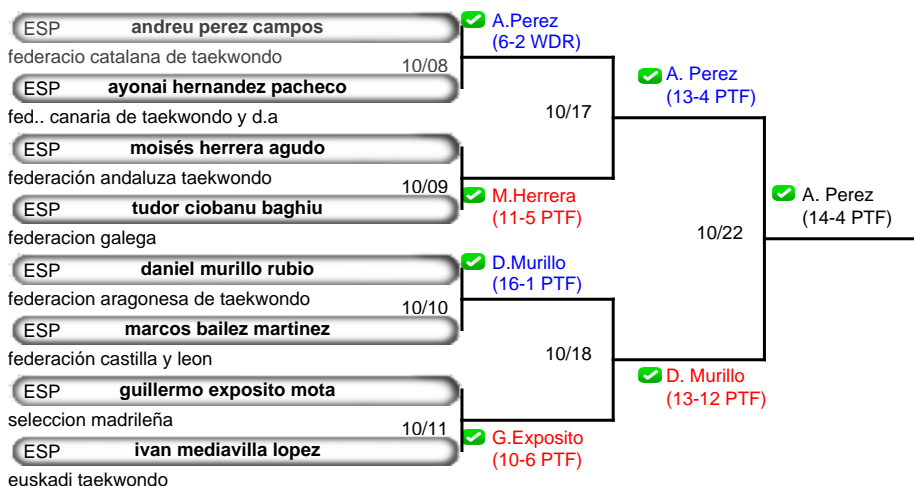 ESP andreu perez campos
federacio catalana de taekwondo
10/08
ESP ayonai hernandez pacheco
fed.. canaria de taekwondo y d.a
ESP moisés herrera agudo
federación andaluza taekwondo
10/09
ESP tudor ciobanu baghiu
federacion galega
ESP daniel murillo rubio
federacion aragonesa de taekwondo
10/10
ESP marcos bailez martinez
federación castilla y leon
ESP guillermo exposito mota
seleccion madrileña
10/11
ESP ivan mediavilla lopez
euskadi taekwondo
A.Perez
(6-2 WDR)
M.Herrera
(11-5 PTF)
D.Murillo
(16-1 PTF)
G.Exposito
(10-6 PTF)
10/17
10/18
A. Perez
(13-4 PTF)
D. Murillo
(13-12 PTF)
10/22
A. Perez
(14-4 PTF)